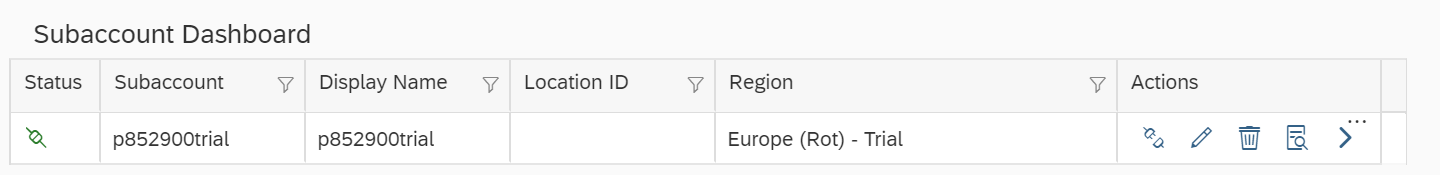 Subaccount Dashboard
Status Subaccount Display Name Location ID Region Actions
p852900trial p852900trial Europe (Rot) - Trial